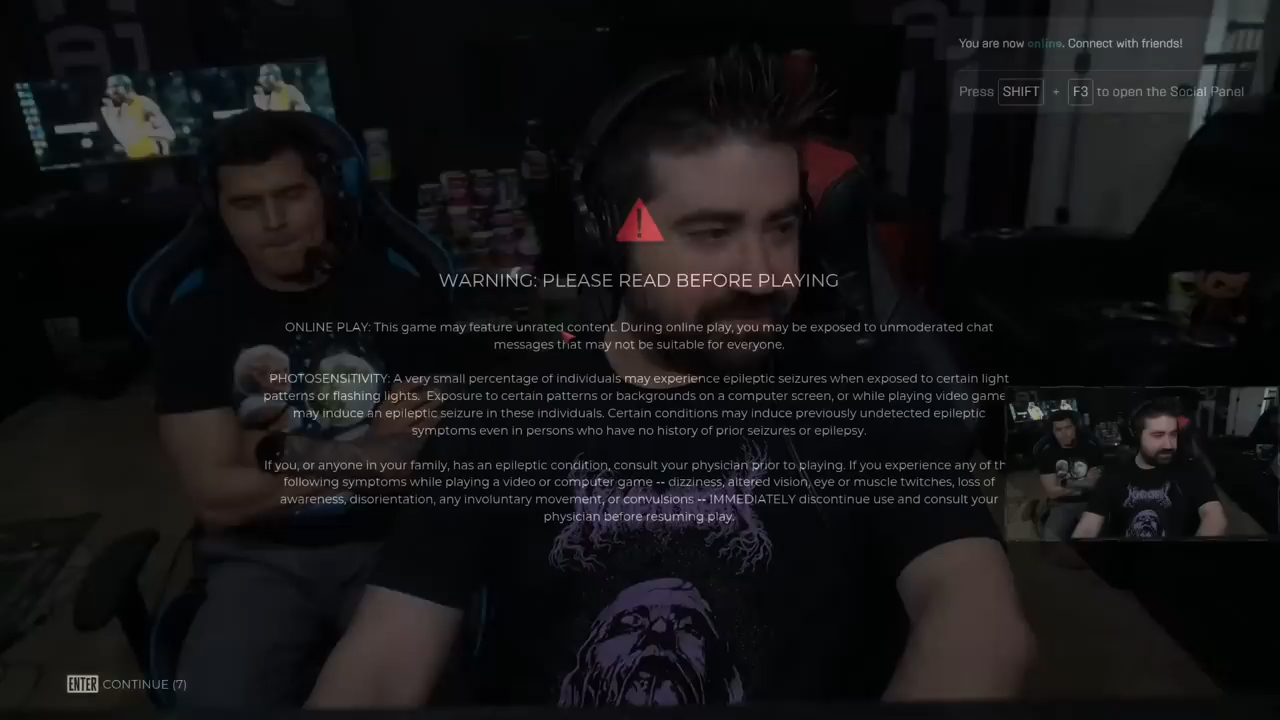 You are now online. Connect with friends!
Press SHIFT + F3 to open the Social Panel
WARNING: PLEASE READ BEFORE PLAYING
ONLINE PLAY: This game may feature unrated content. During online play, you may be exposed to unmoderated chat
messages that may not be suitable for everyone.
PHOTOSENSITIVITY: A very small percentage of individuals may experience epileptic seizures when exposed to certain light
patterns or flashing lights. Exposure to certain patterns or backgrounds on a computer screen, or while playing video game
may induce an epileptic seizure in these individuals. Certain conditions may induce previously undetected epileptic
symptoms even in persons who have no history of prior seizures or epilepsy.
If you, or anyone in your family, has an epileptic condition, consult your physician prior to playing. If you experience any of th
following symptoms while playing a video or computer game -- dizziness, altered vision, eye or muscle twitches, loss of
awareness, disorientation, any involuntary movement, or convulsions -- IMMEDIATELY discontinue use and consult your
physician before resuming play.
ENTER CONTINUE (7)